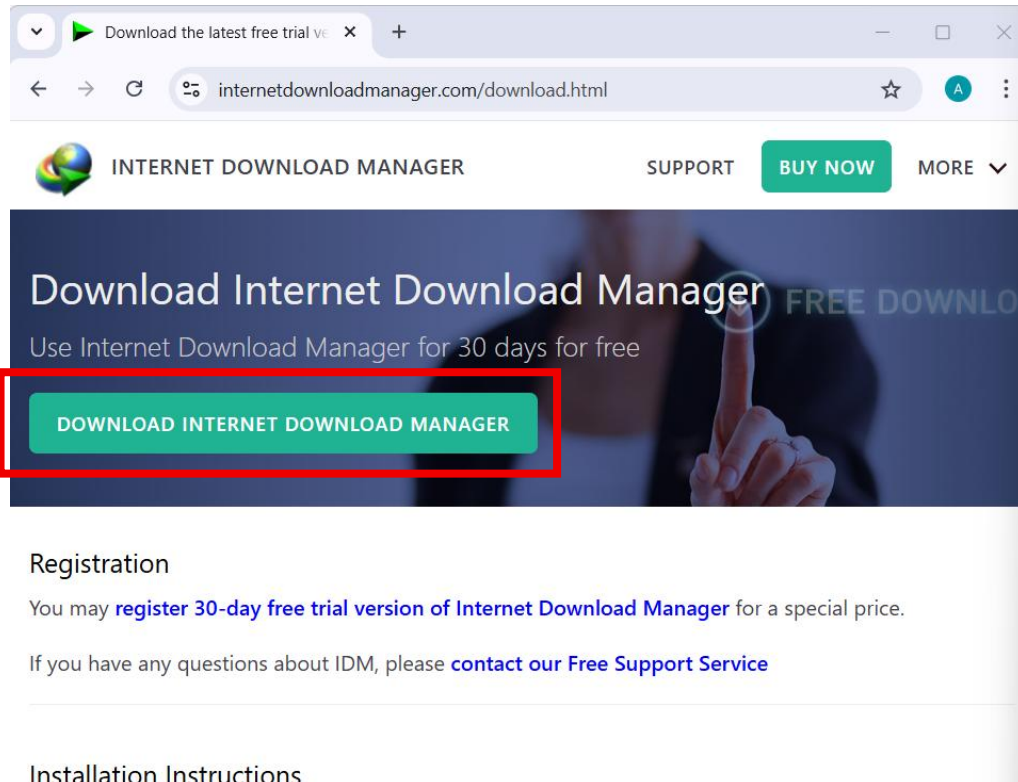 Download the latest free trial ve
internetdownloadmanager.com/download.html
A
INTERNET DOWNLOAD MANAGER
SUPPORT
BUY NOW
MORE
Download Internet Download Manager
FREE DOWNLO
Use Internet Download Manager for 30 days for free
DOWNLOAD INTERNET DOWNLOAD MANAGER
Registration
You may register 30-day free trial version of Internet Download Manager for a special price.
If you have any questions about IDM, please contact our Free Support Service
Installation Instructions